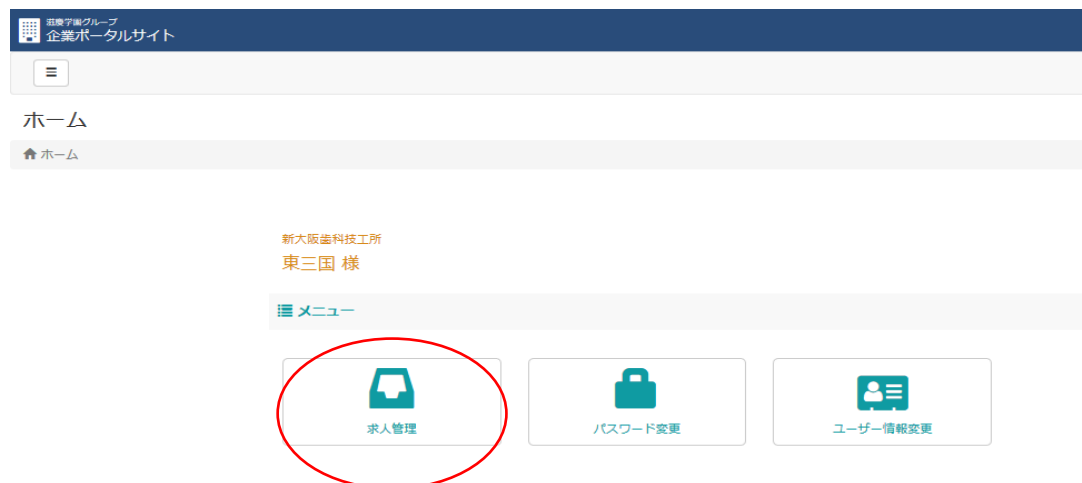 滋慶学園グループ
企業ポータルサイト
ホーム
ホーム
新大阪歯科技工所
東三国 様
メニュー
求人管理
パスワード変更
ユーザー情報変更